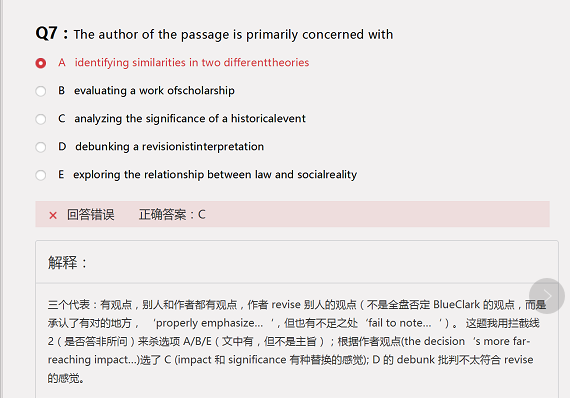 Q7：The author of the passage is primarily concerned with
A identifying similarities in two differenttheories
B evaluating a work ofscholarship
C analyzing the significance of a historicalevent
D debunking a revisionistinterpretation
E exploring the relationship between law and socialreality
× 回答错误 正确答案：C
解释：
三个代表：有观点，别人和作者都有观点，作者 revise 别人的观点（不是全盘否定 BlueClark 的观点，而是
承认了有对的地方， ‘properly emphasize…‘，但也有不足之处‘fail to note…‘）。 这题我用拦截线
2（是否答非所问）来杀选项 A/B/E（文中有，但不是主旨）；根据作者观点(the decision‘s more far-
reaching impact…)选了 C (impact 和 significance 有种替换的感觉); D 的 debunk 批判不太符合 revise
的感觉。